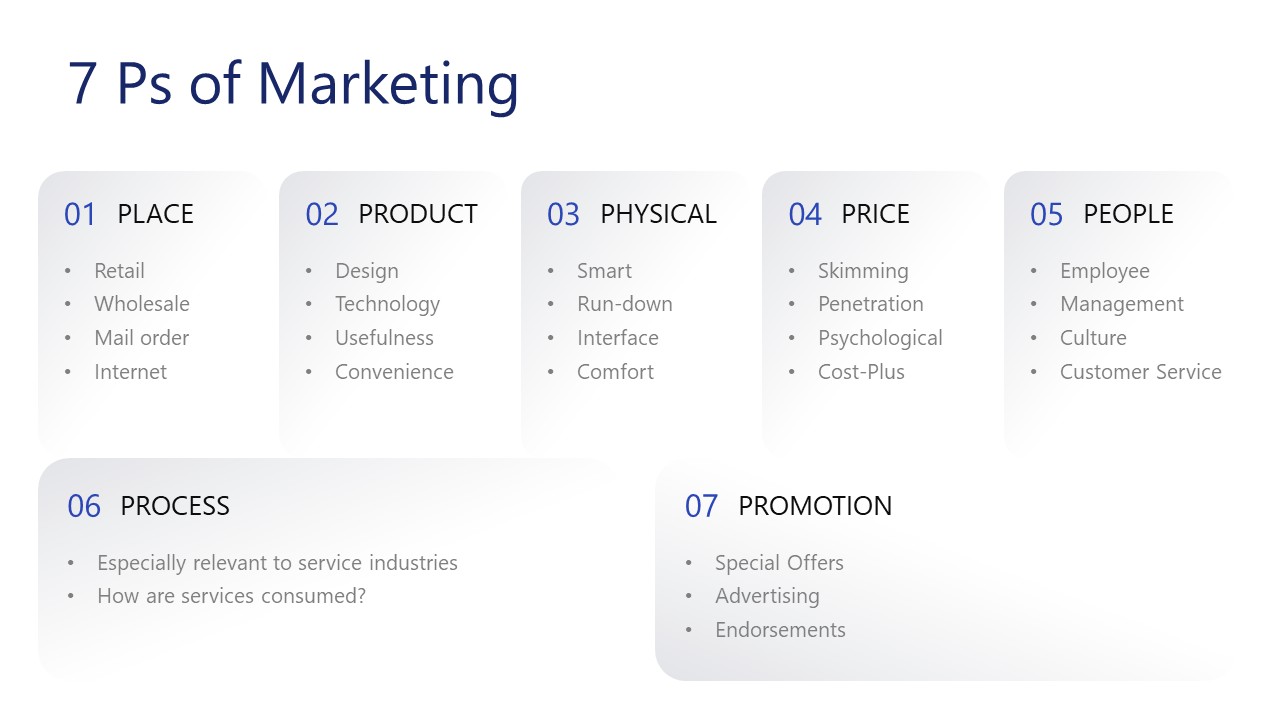 7 Ps of Marketing
01 PLACE
• Retail
• Wholesale
• Mail order
• Internet
02 PRODUCT
• Design
• Technology
• Usefulness
• Convenience
03 PHYSICAL
• Smart
• Run-down
• Interface
• Comfort
04 PRICE
• Skimming
• Penetration
• Psychological
• Cost-Plus
05 PEOPLE
• Employee
• Management
• Culture
• Customer Service
06 PROCESS
• Especially relevant to service industries
• How are services consumed?
07 PROMOTION
• Special Offers
• Advertising
• Endorsements